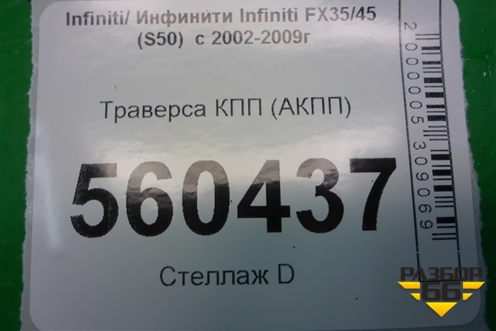 Infiniti/ Инфинити Infiniti FX35/45
(S50) с 2002-2009г
Траверса КПП (АКПП)
560437
Стеллаж D
2000005309069
РАЗБОР
66